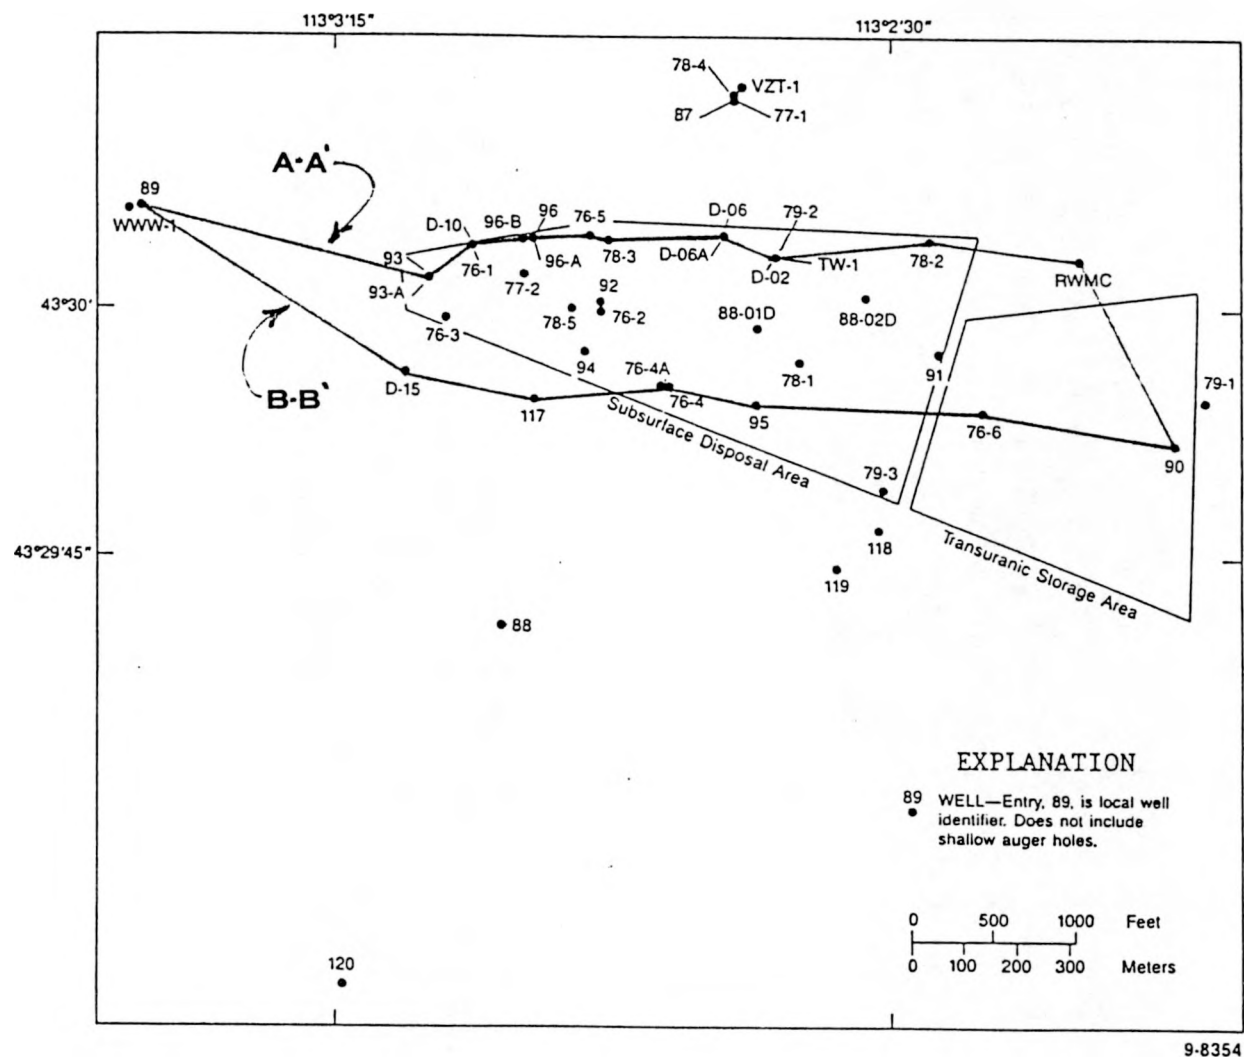 113°3'15"
113°2'30"
78-4
VZT-1
87
77-1
A-A'
89
WWW-1
D-10
96-B
96
76-5
D-06
79-2
93
76-1
96-A
78-3
D-06A
D-02
TW-1
78-2
RWMC
93-A
77-2
92
43°30'
76-3
78-5
76-2
88-01D
88-02D
94
76-4A
78-1
91
79-1
B-B'
D-15
117
76-4
95
76-6
90
Subsurface Disposal Area
79-3
43°29'45"
118
Transuranic Storage Area
119
88
EXPLANATION
89 WELL—Entry, 89, is local well
identifier. Does not include
shallow auger holes.
0 500 1000 Feet
0 100 200 300 Meters
120
9-8354